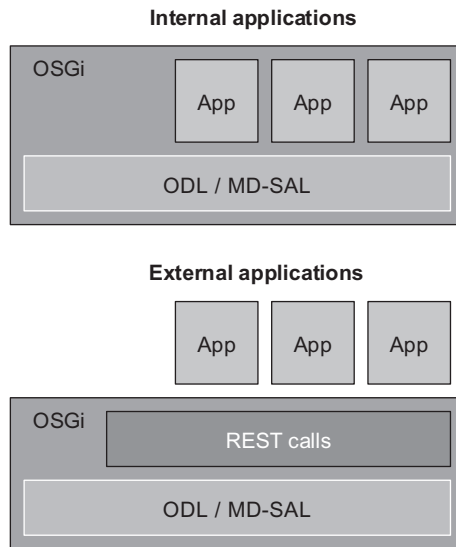 Internal applications
OSGi
App App App
ODL / MD-SAL
External applications
App App App
OSGi
REST calls
ODL / MD-SAL